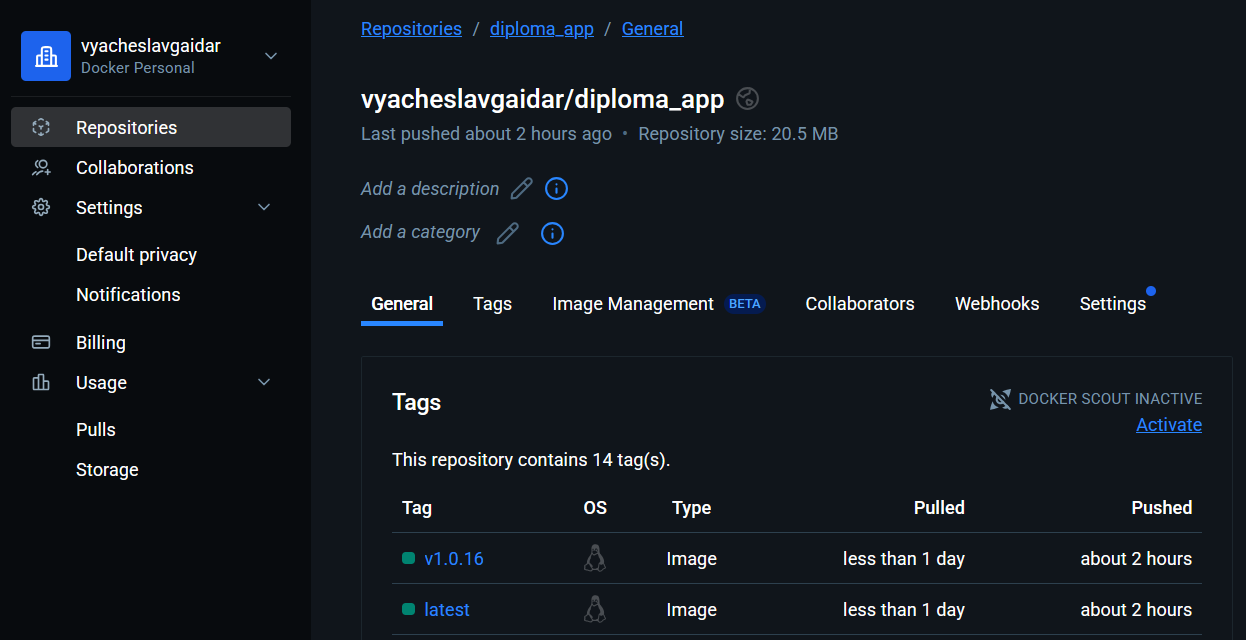 vyacheslavgaidar
Docker Personal
Repositories
Collaborations
Settings
Default privacy
Notifications
Billing
Usage
Pulls
Storage
Repositories / diploma_app / General
vyacheslavgaidar/diploma_app
Last pushed about 2 hours ago • Repository size: 20.5 MB
Add a description
Add a category
General Tags Image Management BETA Collaborators Webhooks Settings
Tags
DOCKER SCOUT INACTIVE
Activate
This repository contains 14 tag(s).
Tag OS Type Pulled Pushed
v1.0.16 Image less than 1 day about 2 hours
latest Image less than 1 day about 2 hours